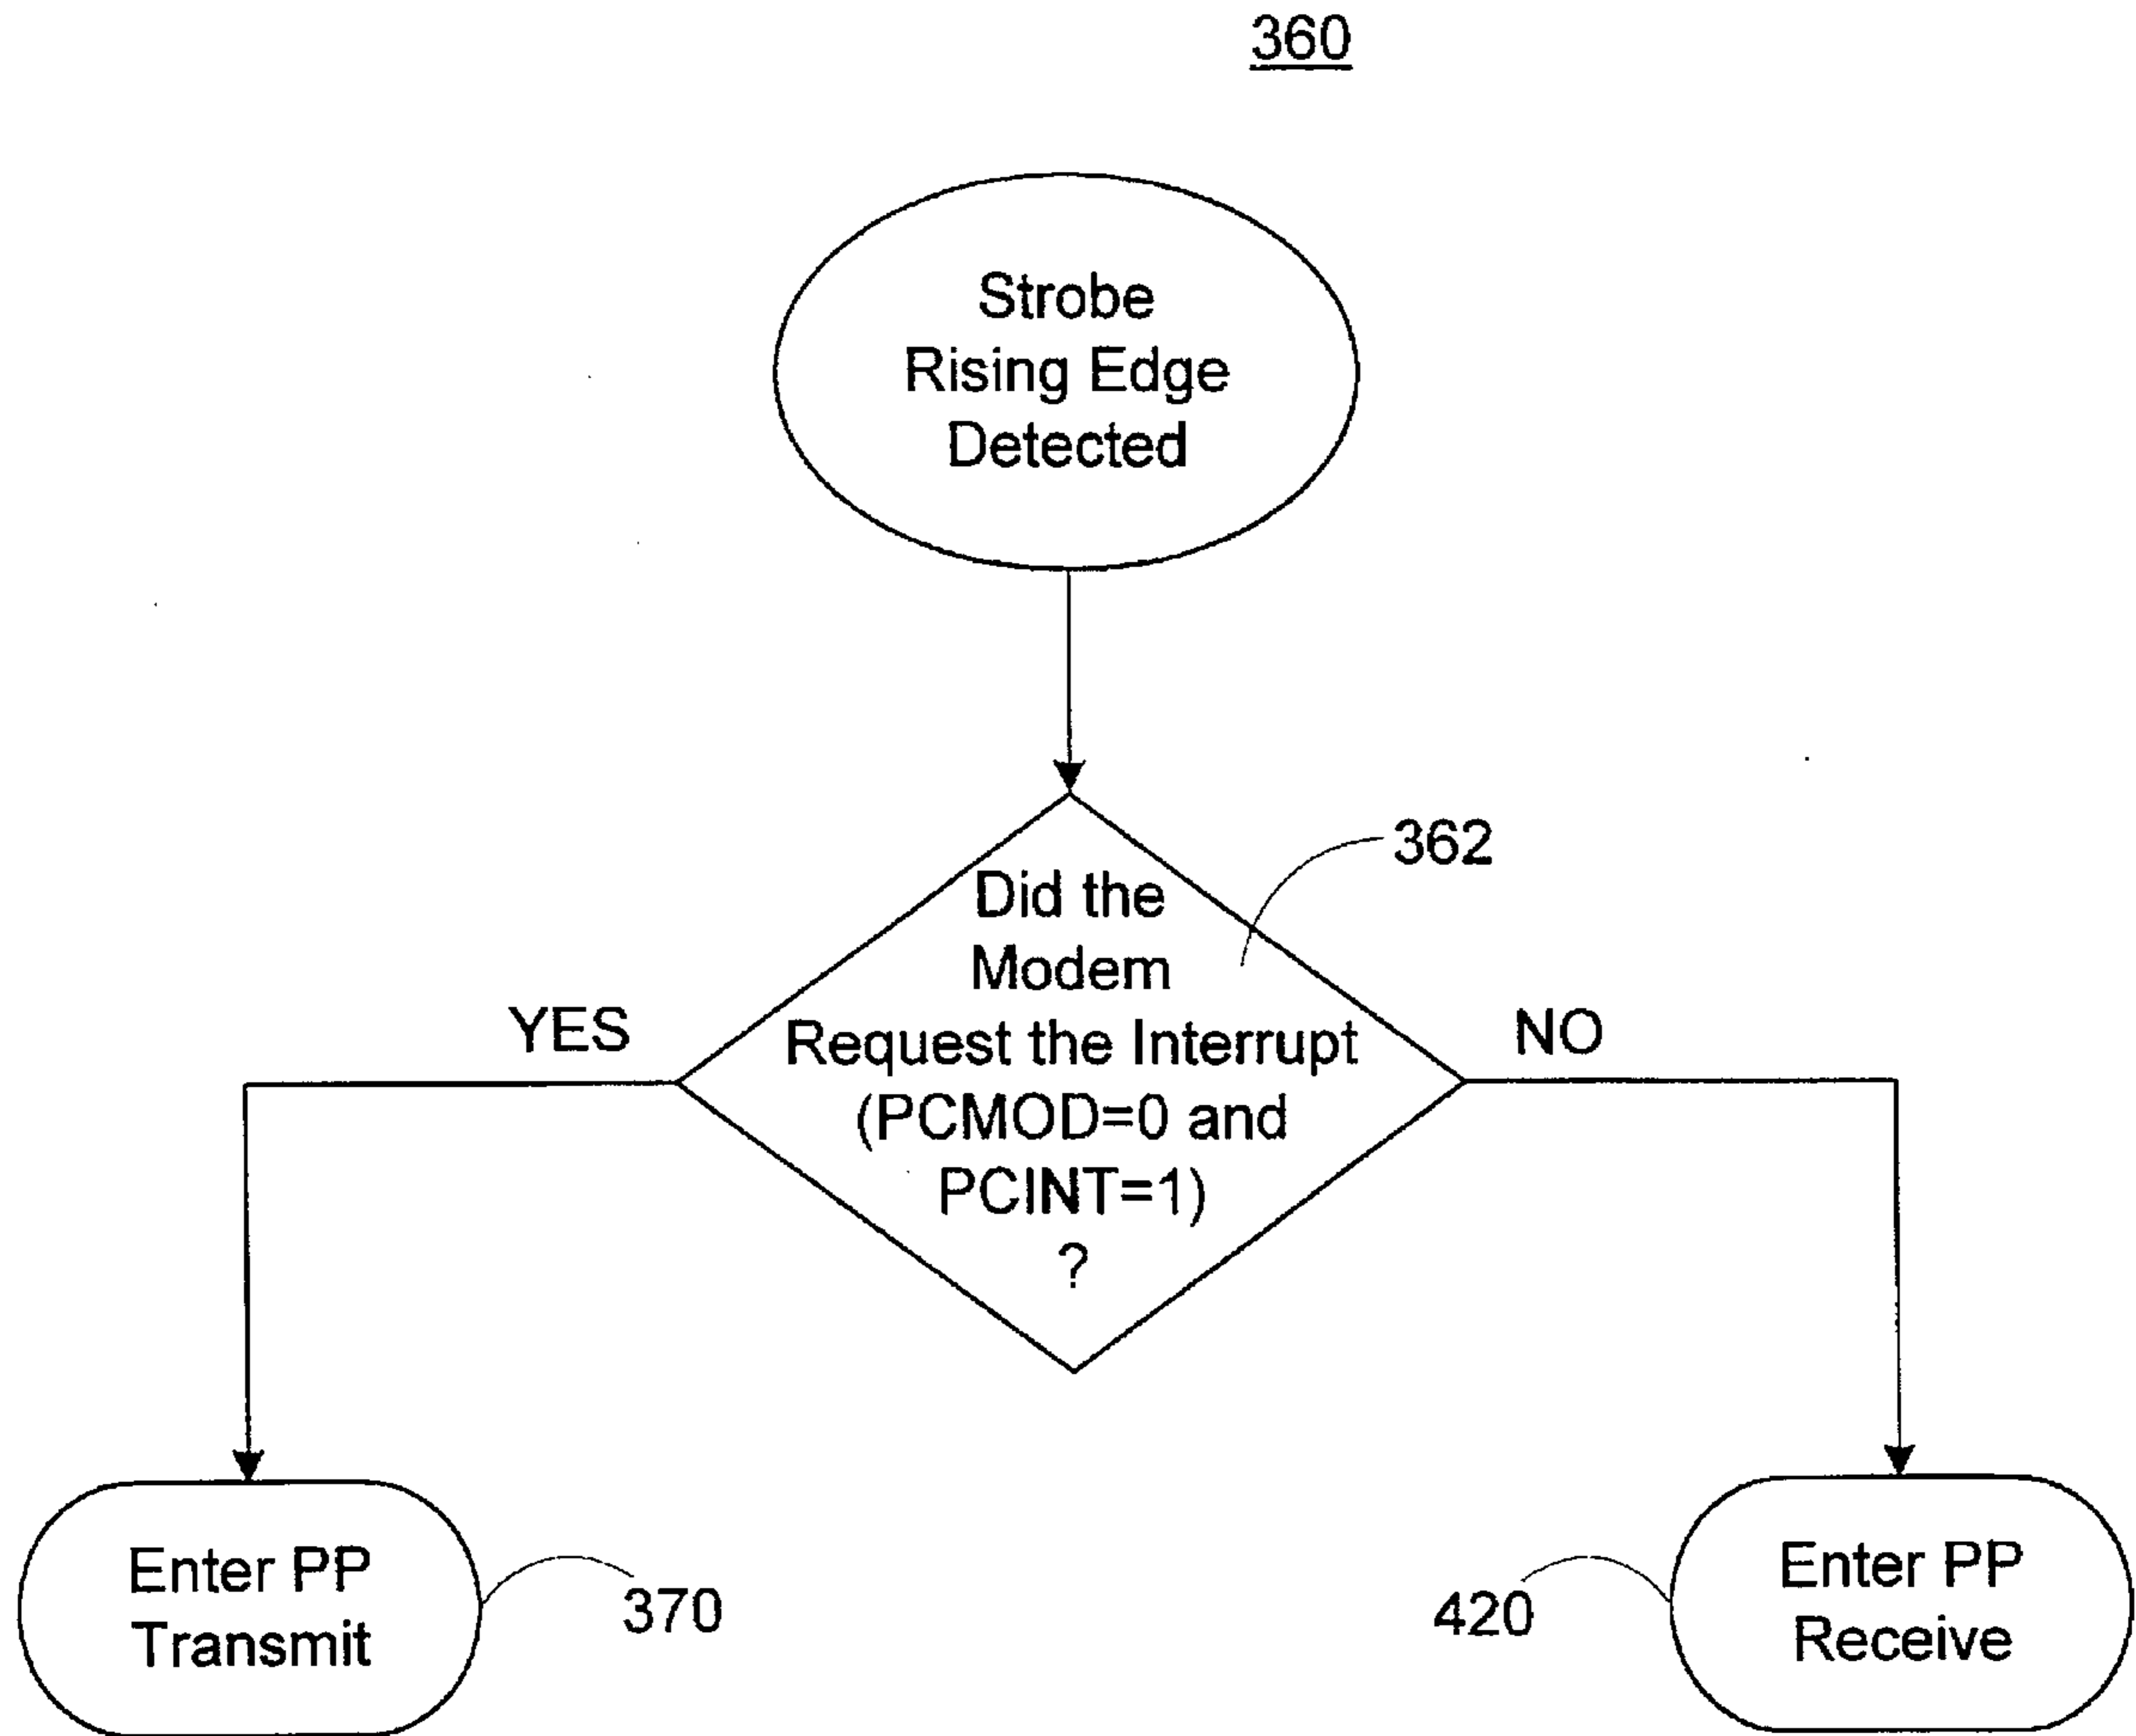 360
Strobe
Rising Edge
Detected
362
Did the
Modem
Request the Interrupt
(PCMOD=0 and
PCINT=1)
?
YES
NO
Enter PP
Transmit
370
420
Enter PP
Receive